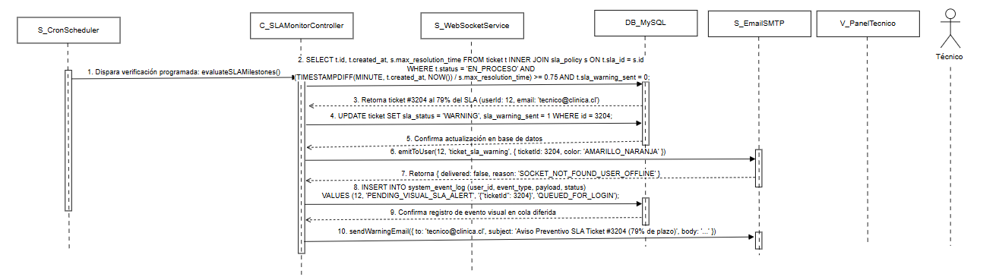 S_CronScheduler
C_SLAMonitorController
S_WebSocketService
DB_MySQL
S_EmailSMTP
V_PanelTecnico
Técnico
1. Dispara verificación programada: evaluateSLAMilestones()
2. SELECT t.id, t.created_at, s.max_resolution_time FROM ticket t INNER JOIN sla_policy s ON t.sla_id = s.id
WHERE t.status = 'EN_PROCESO' AND
(TIMESTAMPDIFF(MINUTE, t.created_at, NOW()) / s.max_resolution_time) >= 0.75 AND t.sla_warning_sent = 0;
3. Retorna ticket #3204 al 79% del SLA (userId: 12, email: 'tecnico@clinica.cl')
4. UPDATE ticket SET sla_status = 'WARNING', sla_warning_sent = 1 WHERE id = 3204;
5. Confirma actualización en base de datos
6. emitToUser(12, 'ticket_sla_warning', { ticketId: 3204, color: 'AMARILLO_NARANJA' })
7. Retorna { delivered: false, reason: 'SOCKET_NOT_FOUND_USER_OFFLINE' }
8. INSERT INTO system_event_log (user_id, event_type, payload, status)
VALUES (12, 'PENDING_VISUAL_SLA_ALERT', '{"ticketId": 3204}', 'QUEUED_FOR_LOGIN');
9. Confirma registro de evento visual en cola diferida
10. sendWarningEmail({ to: 'tecnico@clinica.cl', subject: 'Aviso Preventivo SLA Ticket #3204 (79% de plazo)', body: '...' })